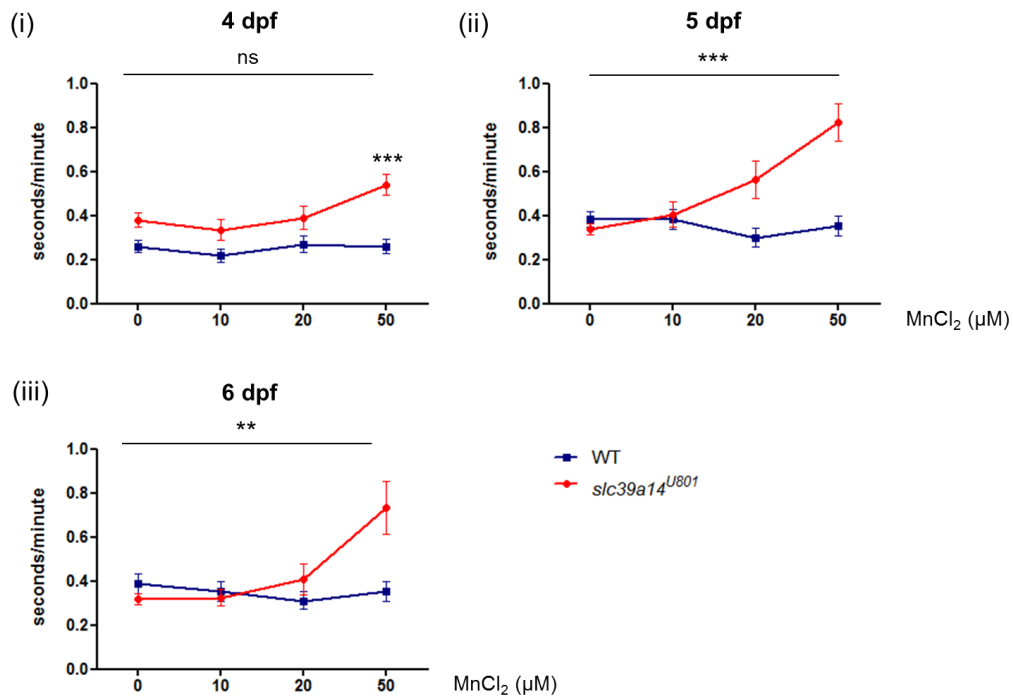 (i)
4 dpf
ns
***
seconds/minute
1.0
0.8
0.6
0.4
0.2
0.0
0 10 20 50
(ii)
5 dpf
***
seconds/minute
1.0
0.8
0.6
0.4
0.2
0.0
0 10 20 50
MnCl₂ (µM)
(iii)
6 dpf
**
seconds/minute
1.0
0.8
0.6
0.4
0.2
0.0
0 10 20 50
MnCl₂ (µM)
WT
slc39a14ᵁ⁸⁰¹